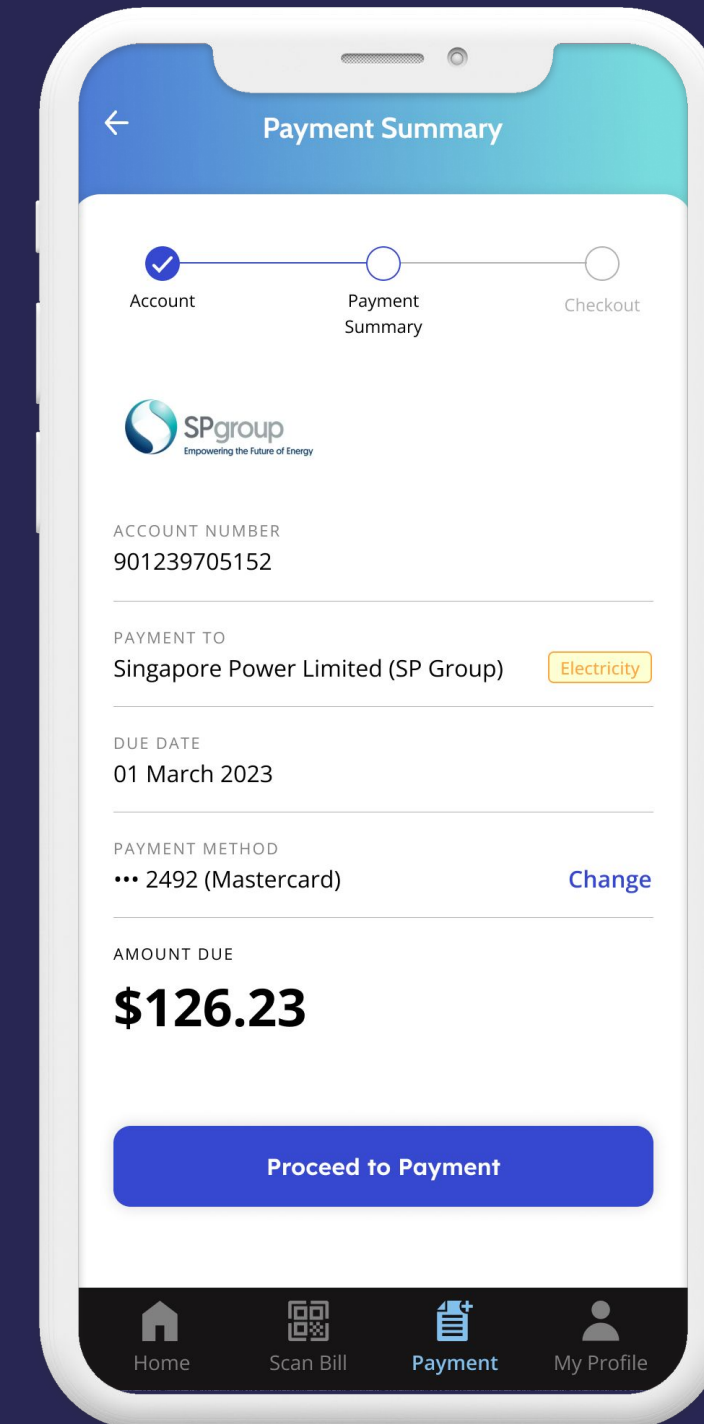 Payment Summary
Account
Payment
Summary
Checkout
SPgroup
Empowering the Future of Energy
ACCOUNT NUMBER
901239705152
PAYMENT TO
Singapore Power Limited (SP Group)
Electricity
DUE DATE
01 March 2023
PAYMENT METHOD
••• 2492 (Mastercard)
Change
AMOUNT DUE
$126.23
Proceed to Payment
Home
Scan Bill
Payment
My Profile